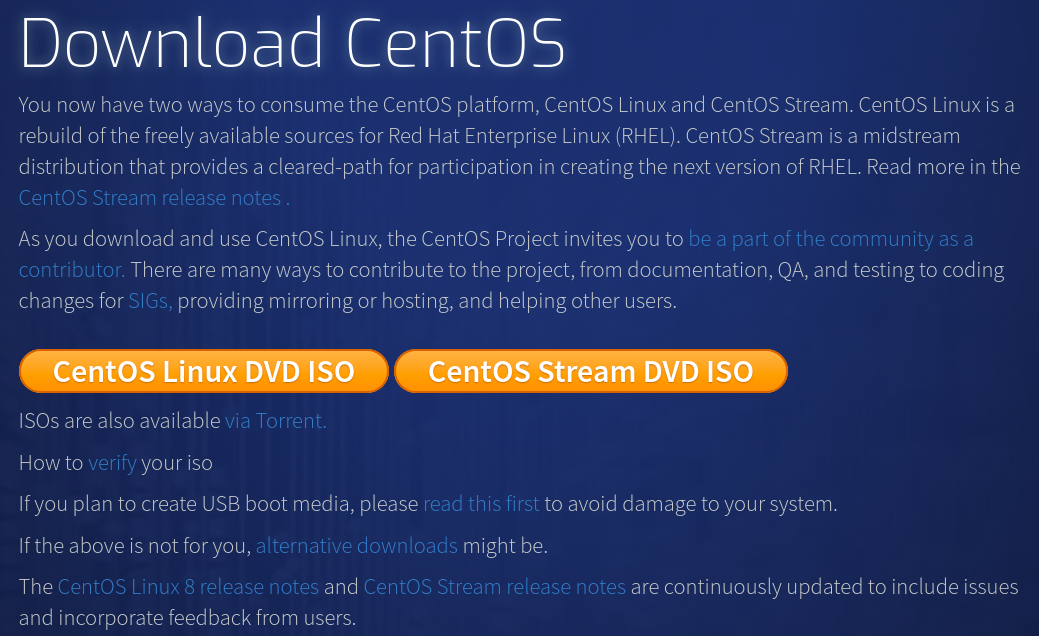 Download CentOS
You now have two ways to consume the CentOS platform, CentOS Linux and CentOS Stream. CentOS Linux is a
rebuild of the freely available sources for Red Hat Enterprise Linux (RHEL). CentOS Stream is a midstream
distribution that provides a cleared-path for participation in creating the next version of RHEL. Read more in the
CentOS Stream release notes .
As you download and use CentOS Linux, the CentOS Project invites you to be a part of the community as a
contributor. There are many ways to contribute to the project, from documentation, QA, and testing to coding
changes for SIGs, providing mirroring or hosting, and helping other users.
CentOS Linux DVD ISO CentOS Stream DVD ISO
ISOs are also available via Torrent.
How to verify your iso
If you plan to create USB boot media, please read this first to avoid damage to your system.
If the above is not for you, alternative downloads might be.
The CentOS Linux 8 release notes and CentOS Stream release notes are continuously updated to include issues
and incorporate feedback from users.